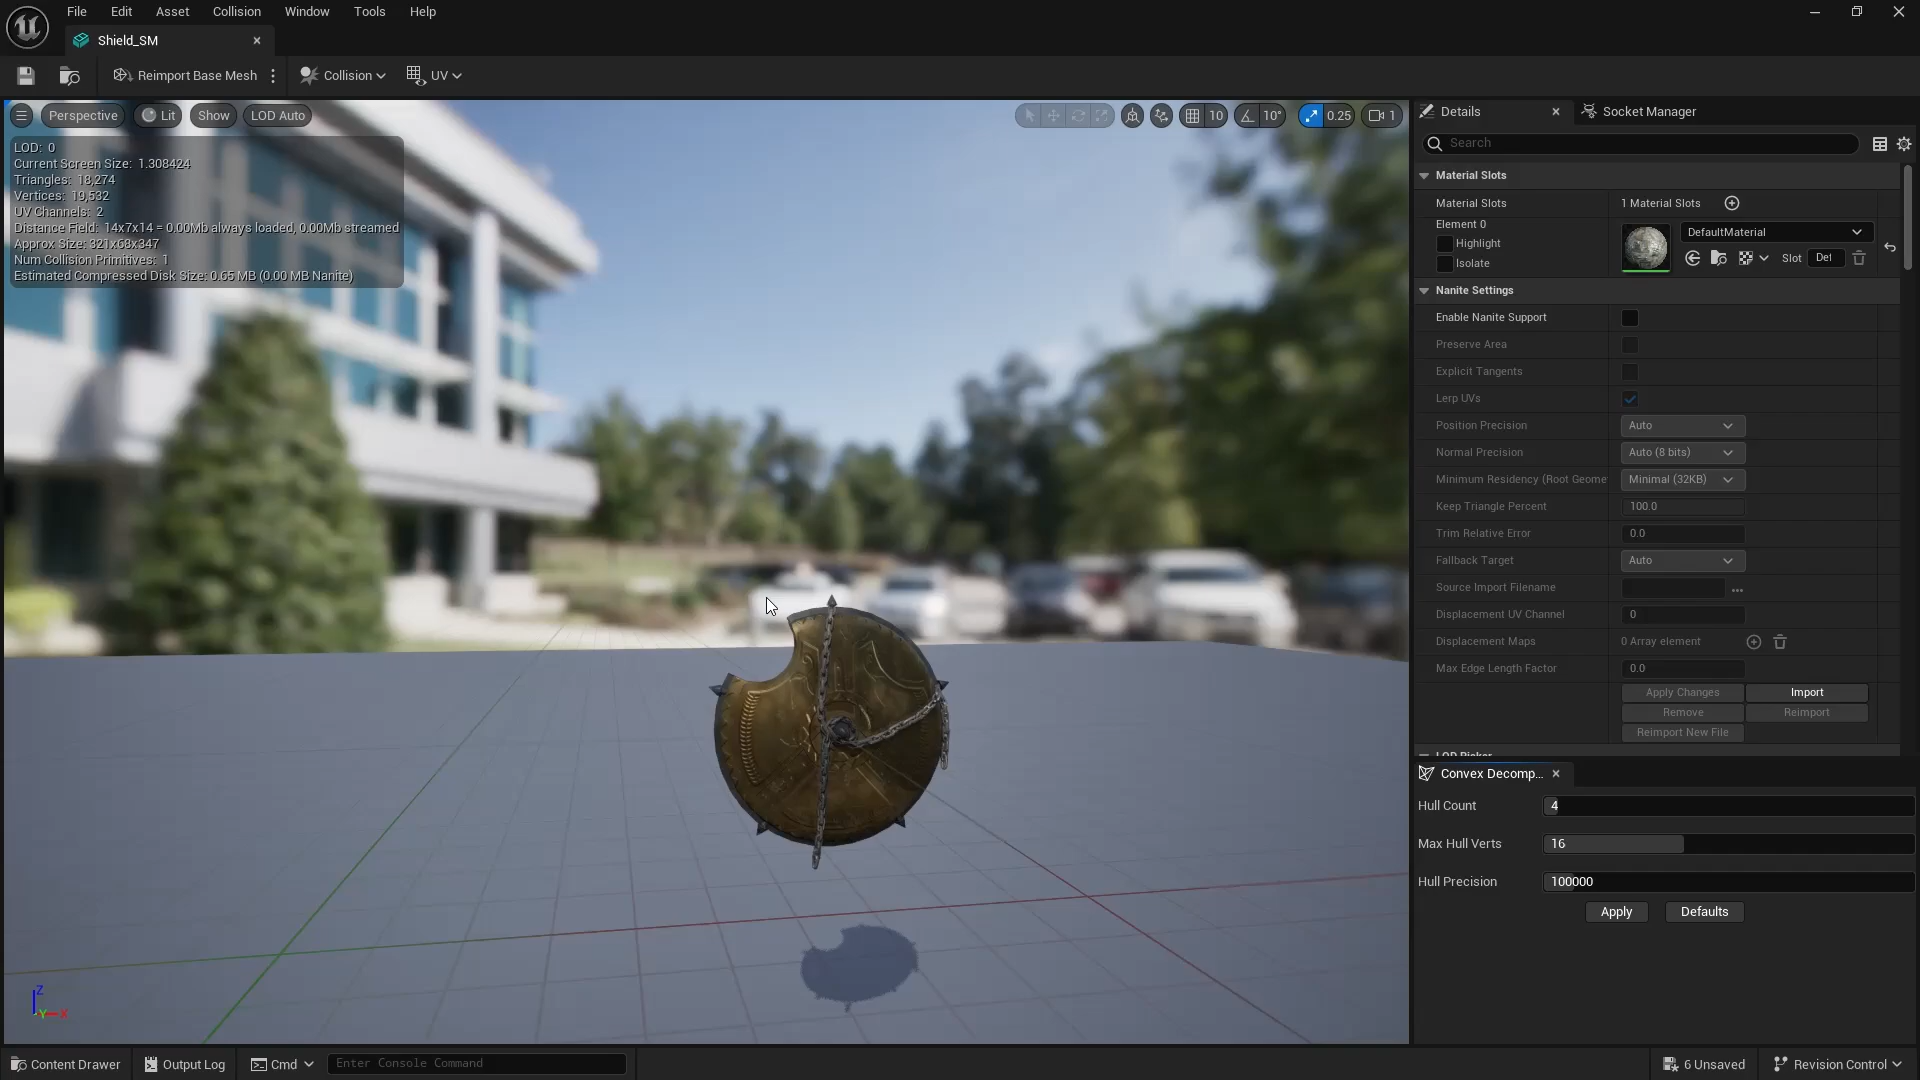 File Edit Asset Collision Window Tools Help
Shield_SM
Reimport Base Mesh Collision UV
Perspective Lit Show LOD Auto 10 10° 0.25 1
LOD: 0
Current Screen Size: 1.308424
Triangles: 18,274
Vertices: 19,532
UV Channels: 2
Distance Field: 14x7x14 = 0.00Mb always loaded, 0.00Mb streamed
Approx Size: 321x68x347
Num Collision Primitives: 1
Estimated Compressed Disk Size: 0.65 MB (0.00 MB Nanite)
Z
Y X
Details Socket Manager
Search
Material Slots
Material Slots 1 Material Slots
Element 0
Highlight
Isolate
DefaultMaterial
Slot Def
Nanite Settings
Enable Nanite Support
Preserve Area
Explicit Tangents
Lerp UVs
Position Precision Auto
Normal Precision Auto (8 bits)
Minimum Residency (Root Geome Minimal (32KB)
Keep Triangle Percent 100.0
Trim Relative Error 0.0
Fallback Target Auto
Source Import Filename ...
Displacement UV Channel 0
Displacement Maps 0 Array element
Max Edge Length Factor 0.0
Apply Changes Import
Remove Reimport
Reimport New File
LOD Picker
Convex Decomp...
Hull Count 4
Max Hull Verts 16
Hull Precision 100000
Apply Defaults
Content Drawer Output Log Cmd Enter Console Command 6 Unsaved Revision Control